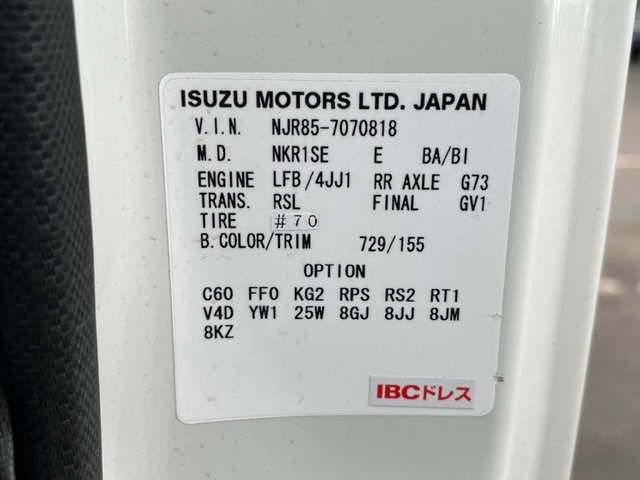 ISUZU MOTORS LTD. JAPAN
V.I.N. NJR85-7070818
M.D. NKR1SE E BA/BI
ENGINE LFB/4JJ1 RR AXLE G73
TRANS. RSL FINAL GV1
TIRE #70
B.COLOR/TRIM 729/155
OPTION
C60 FF0 KG2 RPS RS2 RT1
V4D YW1 25W 8GJ 8JJ 8JM
8KZ
IBCドレス